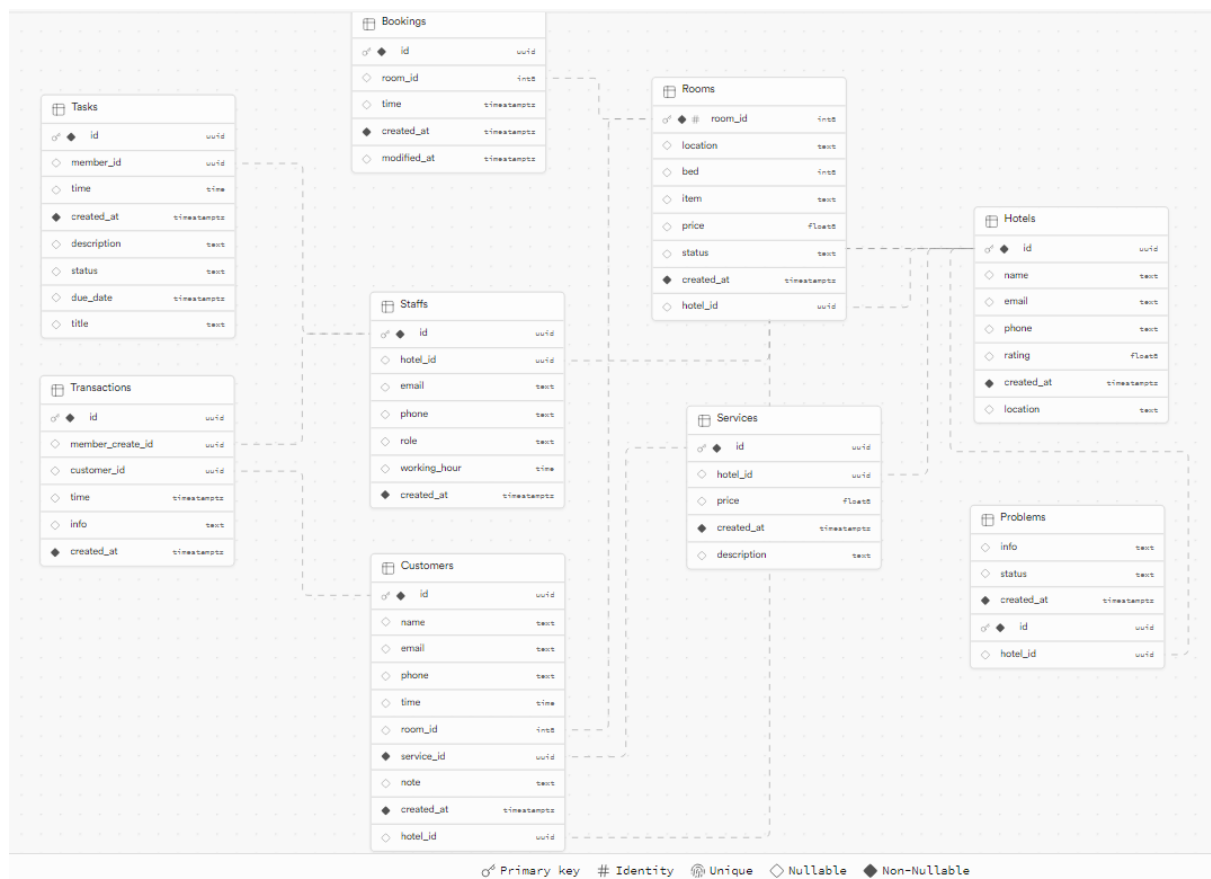 Bookings
id uuid
room_id int8
time timestamptz
created_at timestamptz
modified_at timestamptz
Tasks
id uuid
member_id uuid
time time
created_at timestamptz
description text
status text
due_date timestamptz
title text
Rooms
room_id int8
location text
bed int8
item text
price float8
status text
created_at timestamptz
hotel_id uuid
Hotels
id uuid
name text
email text
phone text
rating float8
created_at timestamptz
location text
Staffs
id uuid
hotel_id uuid
email text
phone text
role text
working_hour time
created_at timestamptz
Transactions
id uuid
member_create_id uuid
customer_id uuid
time timestamptz
info text
created_at timestamptz
Services
id uuid
hotel_id uuid
price float8
created_at timestamptz
description text
Problems
info text
status text
created_at timestamptz
id uuid
hotel_id uuid
Customers
id uuid
name text
email text
phone text
time time
room_id int8
service_id uuid
note text
created_at timestamptz
hotel_id uuid
Primary key # Identity Unique Nullable Non-Nullable